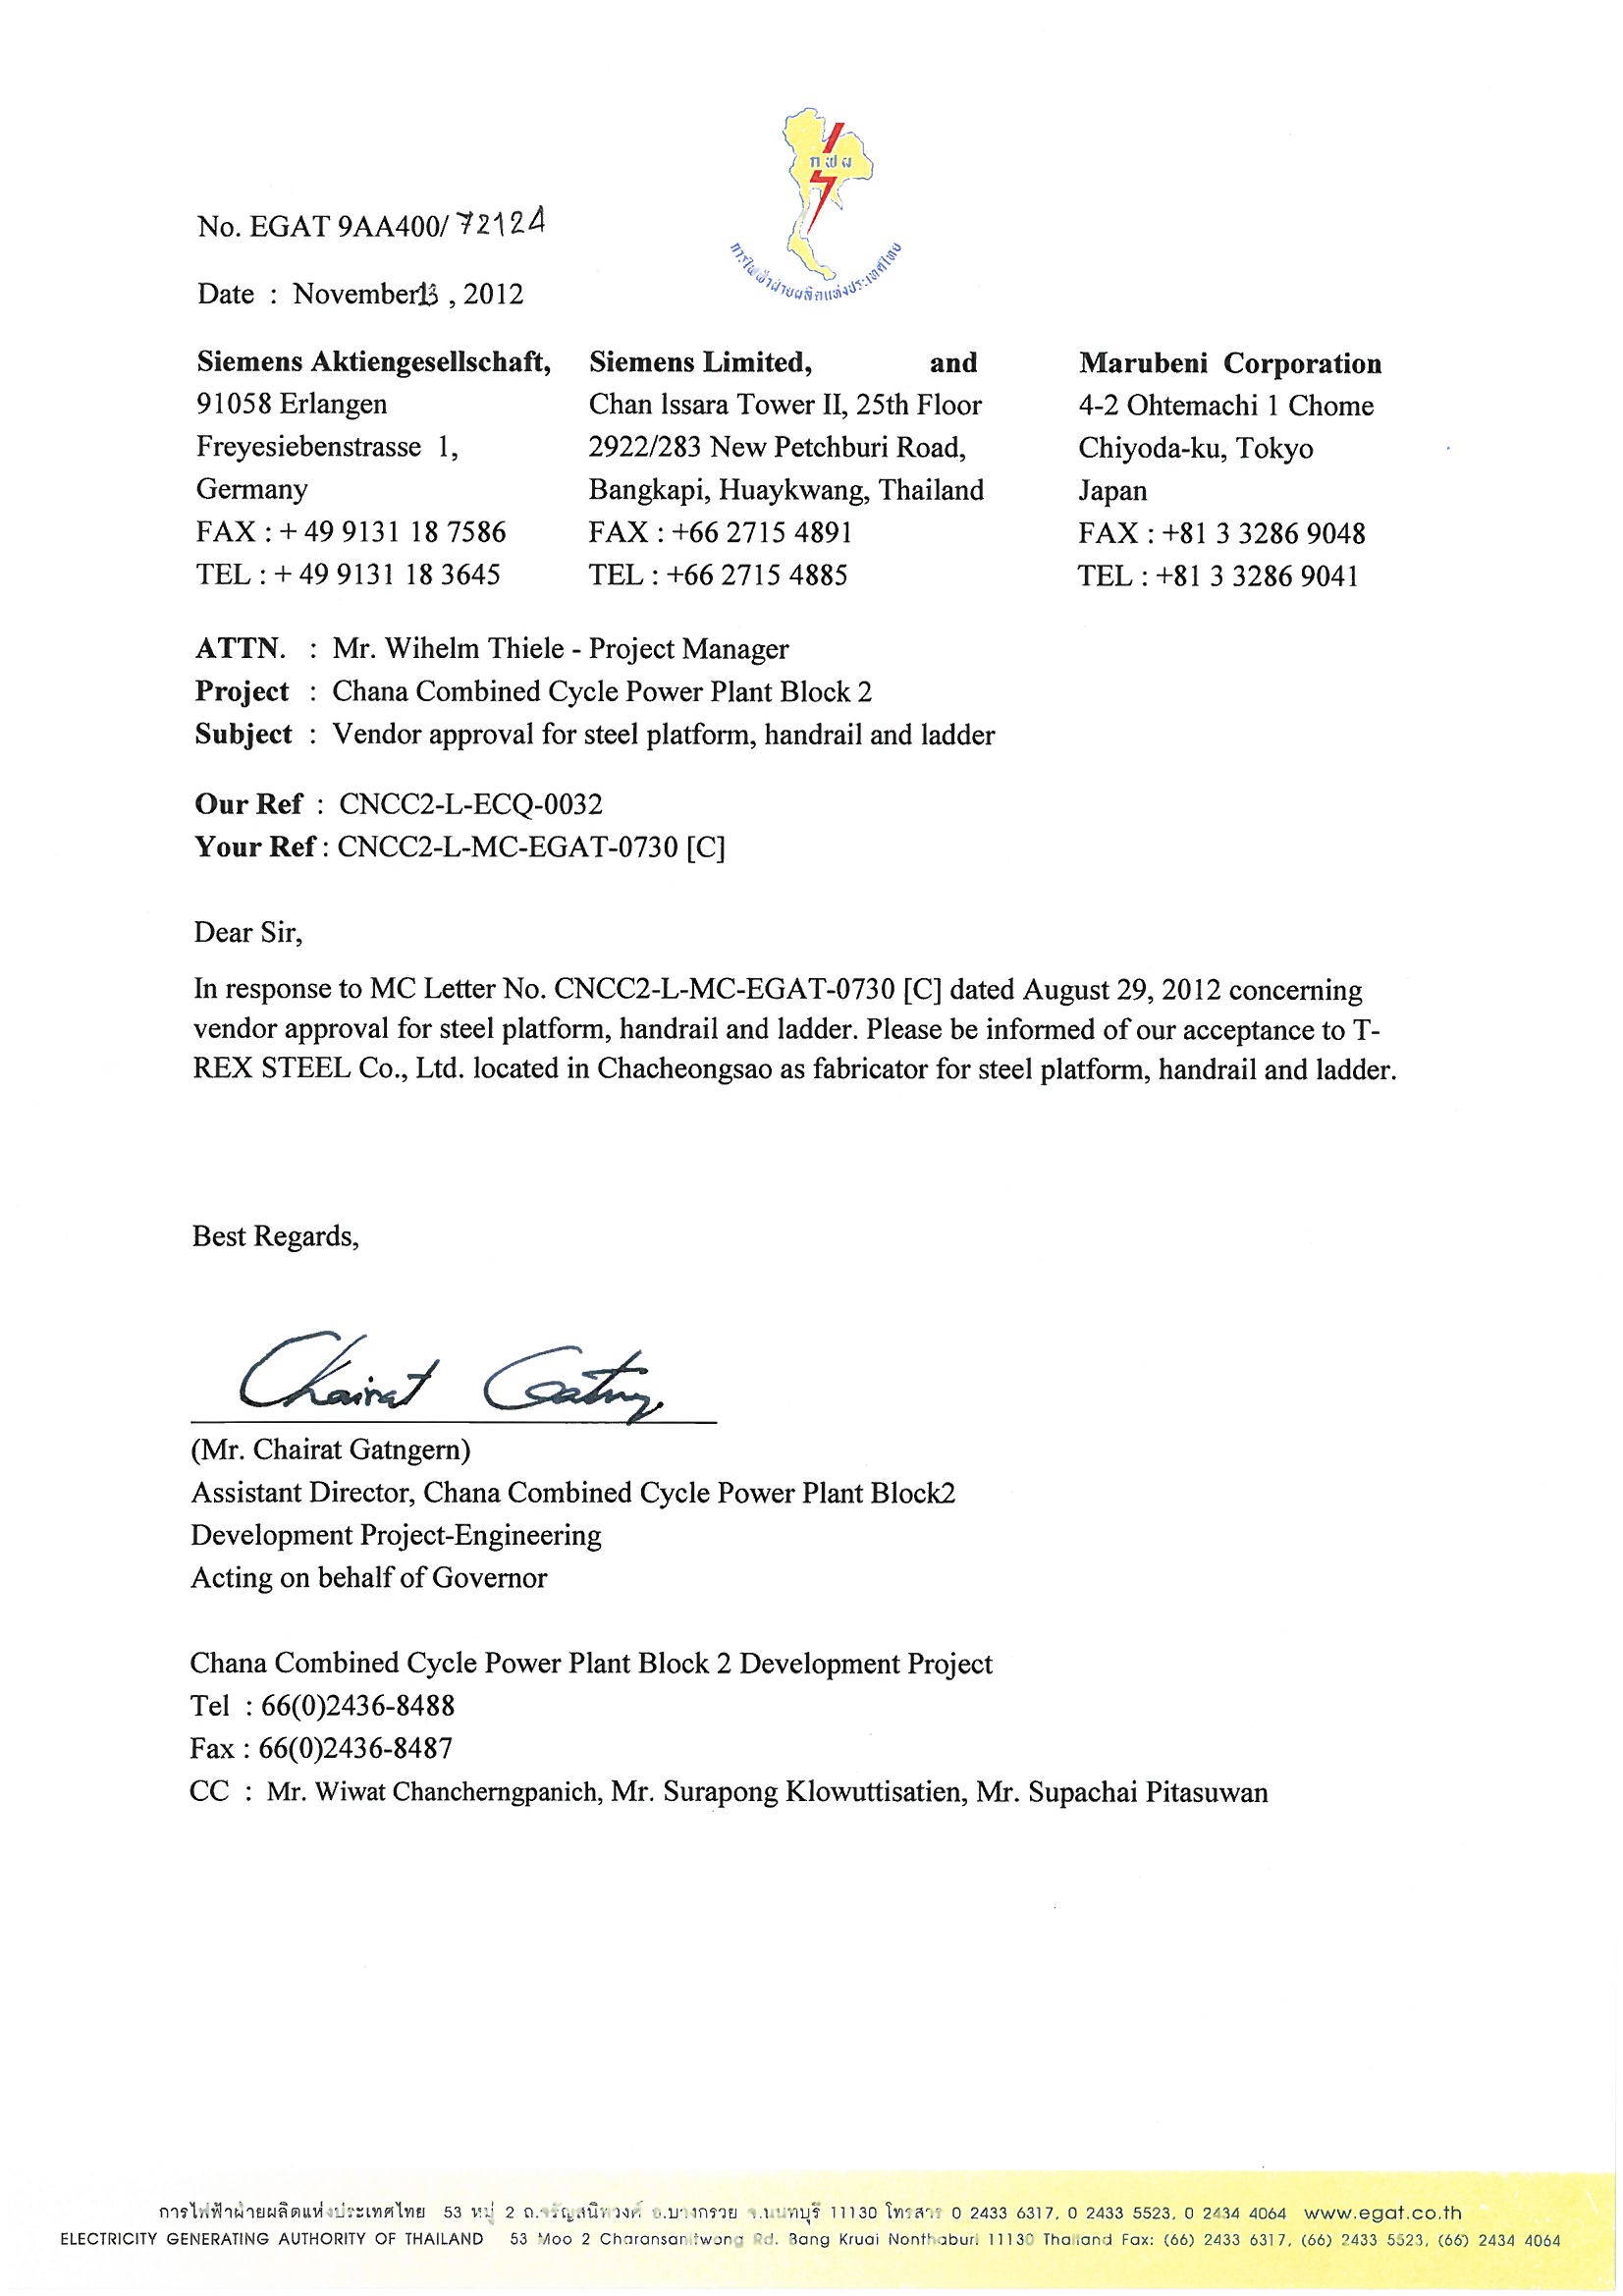 กฟผ
การไฟฟ้าฝ่ายผลิตแห่งประเทศไทย
No. EGAT 9AA400/ 72124
Date : November13 , 2012
Siemens Aktiengesellschaft,
91058 Erlangen
Freyesiebenstrasse 1,
Germany
FAX : + 49 9131 18 7586
TEL : + 49 9131 18 3645
Siemens Limited, and
Chan Issara Tower II, 25th Floor
2922/283 New Petchburi Road,
Bangkapi, Huaykwang, Thailand
FAX : +66 2715 4891
TEL : +66 2715 4885
Marubeni Corporation
4-2 Ohtemachi 1 Chome
Chiyoda-ku, Tokyo
Japan
FAX : +81 3 3286 9048
TEL : +81 3 3286 9041
ATTN. : Mr. Wihelm Thiele - Project Manager
Project : Chana Combined Cycle Power Plant Block 2
Subject : Vendor approval for steel platform, handrail and ladder
Our Ref : CNCC2-L-ECQ-0032
Your Ref : CNCC2-L-MC-EGAT-0730 [C]
Dear Sir,
In response to MC Letter No. CNCC2-L-MC-EGAT-0730 [C] dated August 29, 2012 concerning
vendor approval for steel platform, handrail and ladder. Please be informed of our acceptance to T-
REX STEEL Co., Ltd. located in Chacheongsao as fabricator for steel platform, handrail and ladder.
Best Regards,
Chairat Gatng
(Mr. Chairat Gatngern)
Assistant Director, Chana Combined Cycle Power Plant Block2
Development Project-Engineering
Acting on behalf of Governor
Chana Combined Cycle Power Plant Block 2 Development Project
Tel : 66(0)2436-8488
Fax : 66(0)2436-8487
CC : Mr. Wiwat Chancherngpanich, Mr. Surapong Klowuttisatien, Mr. Supachai Pitasuwan
การไฟฟ้าฝ่ายผลิตแห่งประเทศไทย 53 หมู่ 2 ถ.จรัญสนิทวงศ์ อ.บางกรวย จ.นนทบุรี 11130 โทรสาร 0 2433 6317, 0 2433 5523, 0 2434 4064 www.egat.co.th
ELECTRICITY GENERATING AUTHORITY OF THAILAND 53 Moo 2 Charansanitwong Rd. Bang Kruai Nonthaburi 11130 Thailand Fax: (66) 2433 6317, (66) 2433 5523, (66) 2434 4064